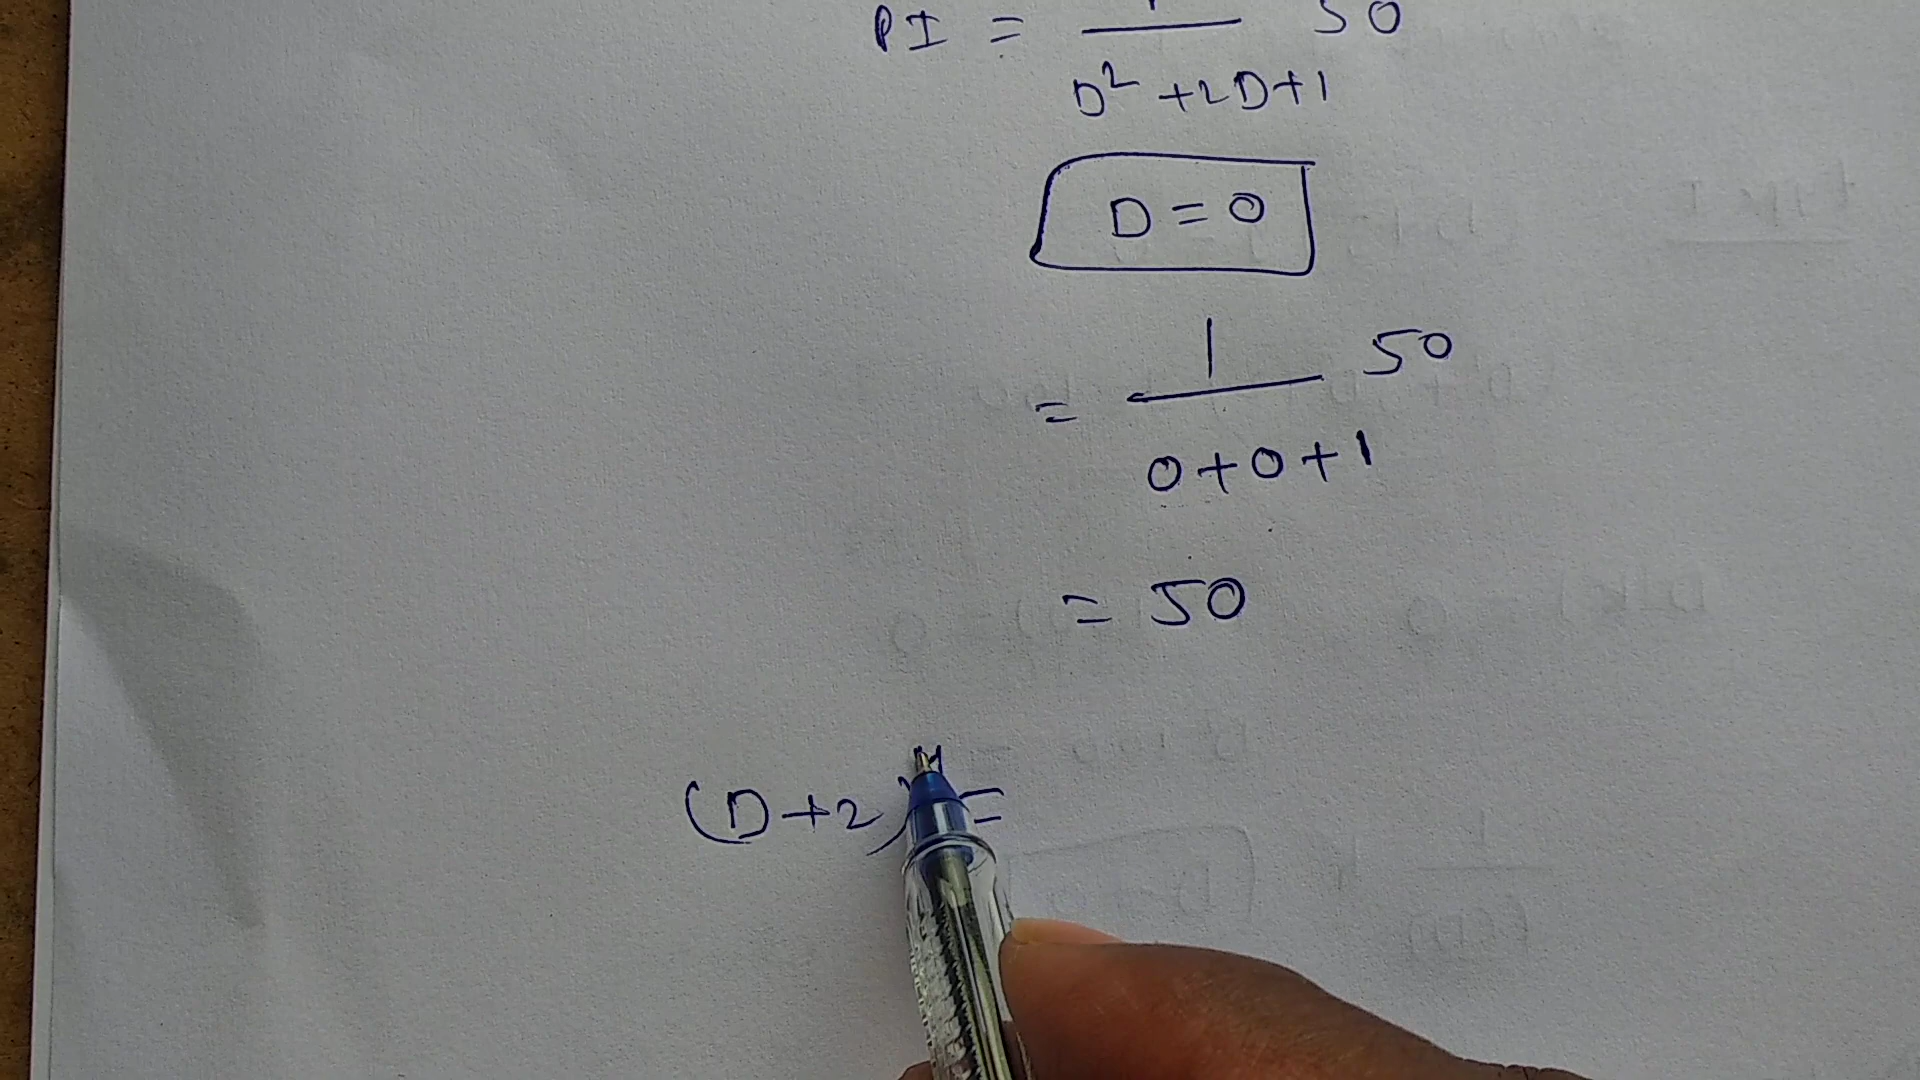 PI = 1/(D² + 2D + 1) 50
D = 0
= 1/(0 + 0 + 1) 50
= 50
(D + 2) =